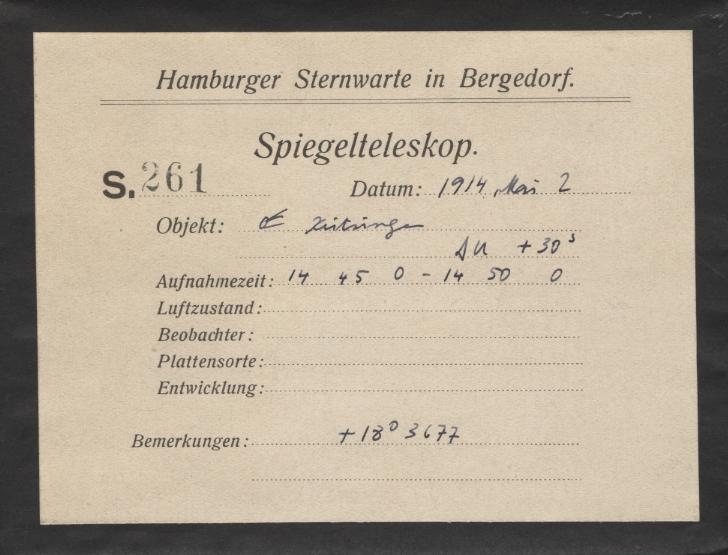 Hamburger Sternwarte in Bergedorf.
Spiegelteleskop.
S. 261
Datum: 1914 Mai 2
Objekt:
ΔU +30ˢ
Aufnahmezeit: 14 45 0 - 14 50 0
Luftzustand:
Beobachter:
Plattensorte:
Entwicklung:
Bemerkungen: +18⁰ 3677